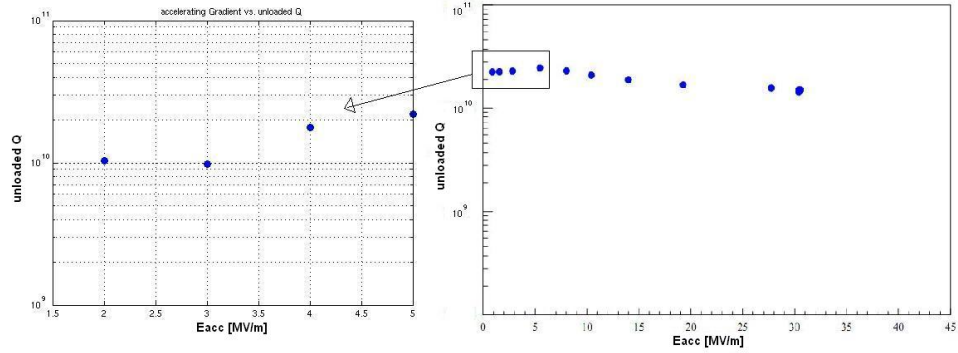 accelerating Gradient vs. unloaded Q
10^11
10^10
10^9
unloaded Q
1.5 2 2.5 3 3.5 4 4.5 5
Eacc [MV/m]
10^11
10^10
10^9
unloaded Q
0 5 10 15 20 25 30 35 40 45
Eacc [MV/m]